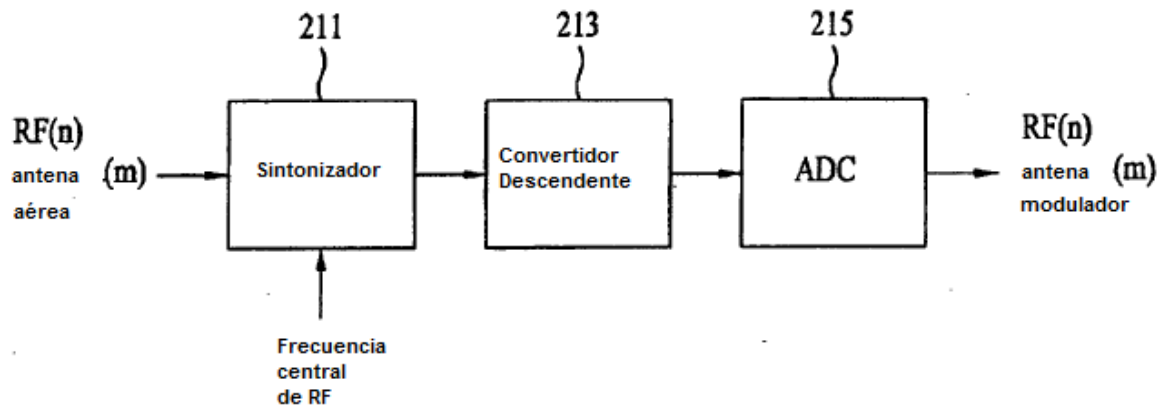 211
213
215
RF(n)
antena (m)
aérea
Sintonizador
Convertidor
Descendente
ADC
RF(n)
antena (m)
modulador
Frecuencia
central
de RF